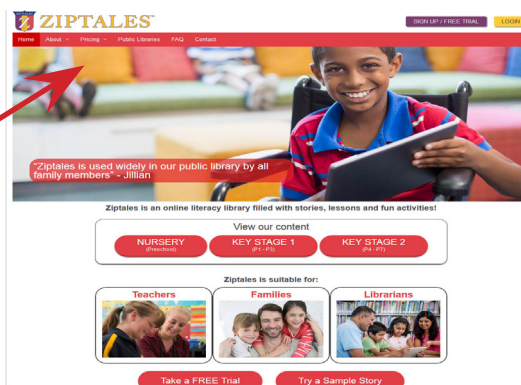 ZIPTALES
SIGN UP / FREE TRIAL
LOGIN
Home About Pricing Public Libraries FAQ Contact
"Ziptales is used widely in our public library by all
family members" - Jillian
Ziptales is an online literacy library filled with stories, lessons and fun activities!
View our content
NURSERY
(Preschool)
KEY STAGE 1
(P1 - P3)
KEY STAGE 2
(P4 - P7)
Ziptales is suitable for:
Teachers
Families
Librarians
Take a FREE Trial
Try a Sample Story